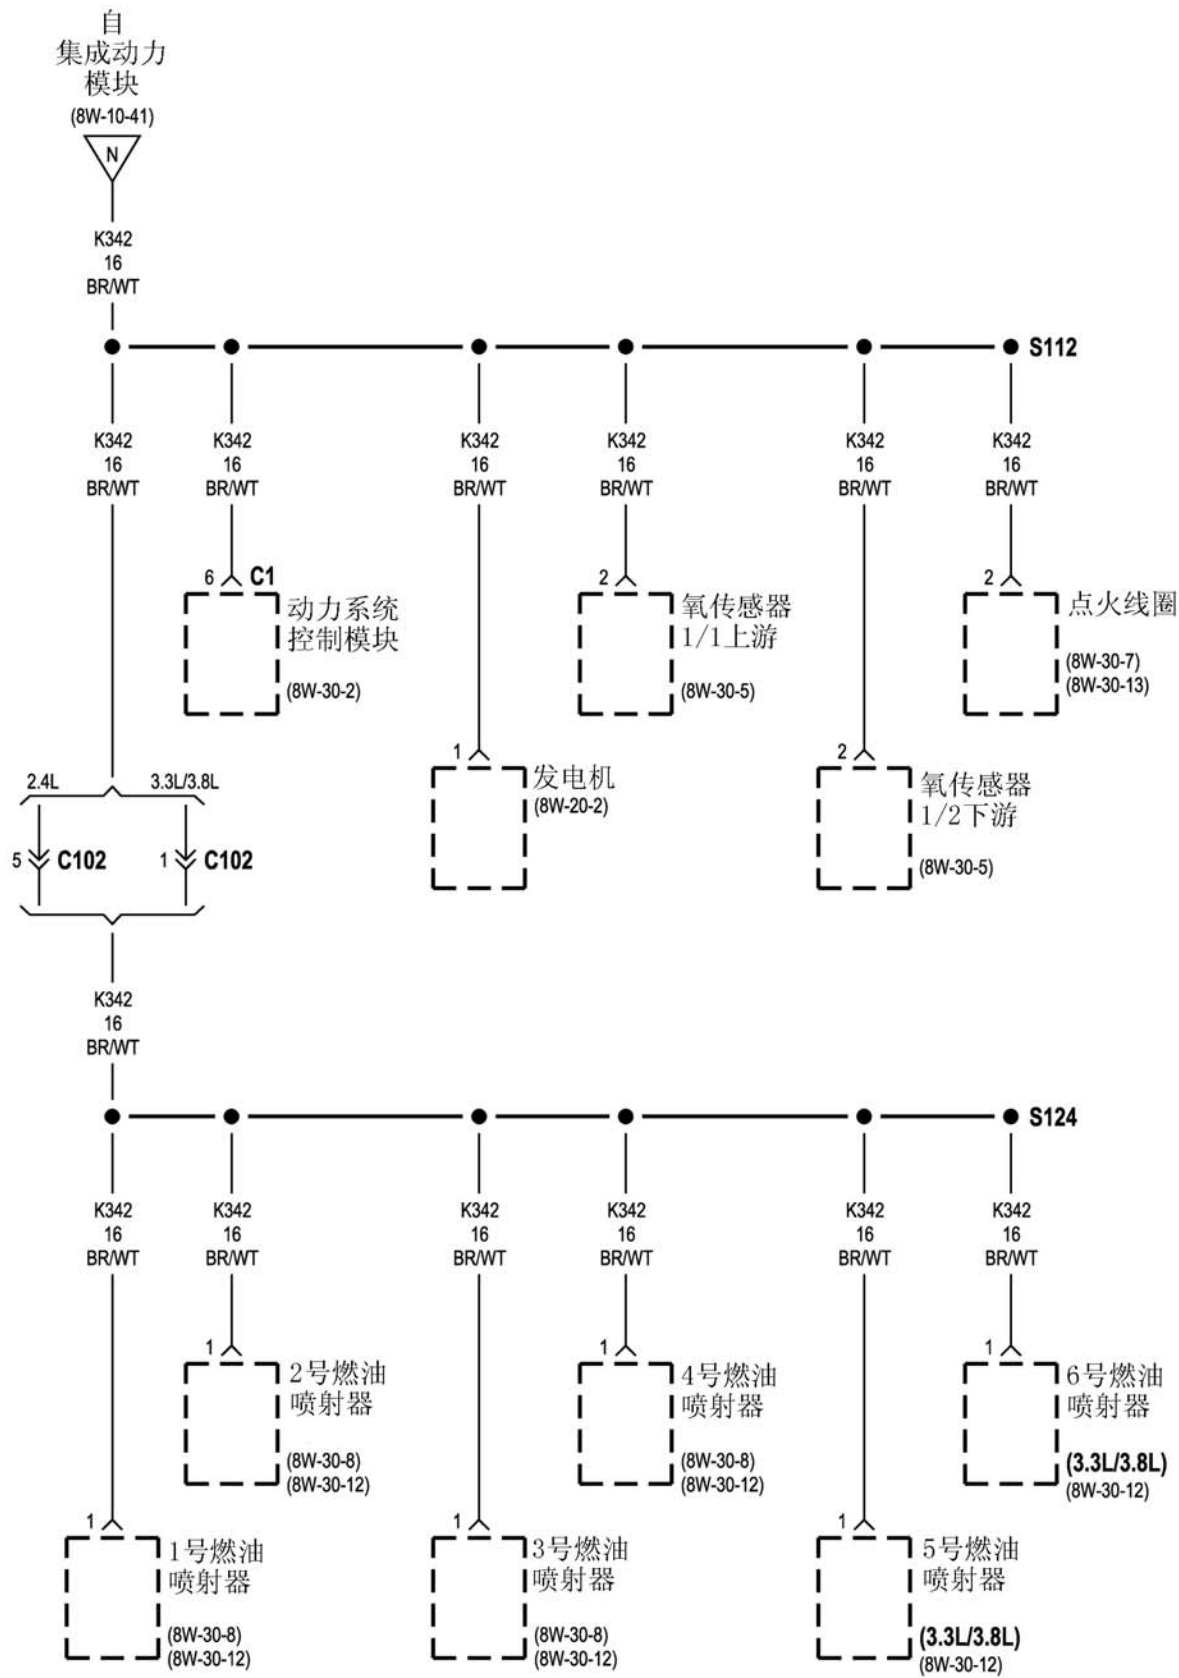 自
集成动力
模块
(8W-10-41)
N
K342
16
BR/WT
S112
K342
16
BR/WT
K342
16
BR/WT
K342
16
BR/WT
K342
16
BR/WT
K342
16
BR/WT
K342
16
BR/WT
6 C1
动力系统
控制模块
(8W-30-2)
2
氧传感器
1/1上游
(8W-30-5)
2
点火线圈
(8W-30-7)
(8W-30-13)
1
发电机
(8W-20-2)
2
氧传感器
1/2下游
(8W-30-5)
2.4L
3.3L/3.8L
5 C102
1 C102
K342
16
BR/WT
S124
K342
16
BR/WT
K342
16
BR/WT
K342
16
BR/WT
K342
16
BR/WT
K342
16
BR/WT
K342
16
BR/WT
1
2号燃油
喷射器
(8W-30-8)
(8W-30-12)
1
4号燃油
喷射器
(8W-30-8)
(8W-30-12)
1
6号燃油
喷射器
(3.3L/3.8L)
(8W-30-12)
1
1号燃油
喷射器
(8W-30-8)
(8W-30-12)
1
3号燃油
喷射器
(8W-30-8)
(8W-30-12)
1
5号燃油
喷射器
(3.3L/3.8L)
(8W-30-12)